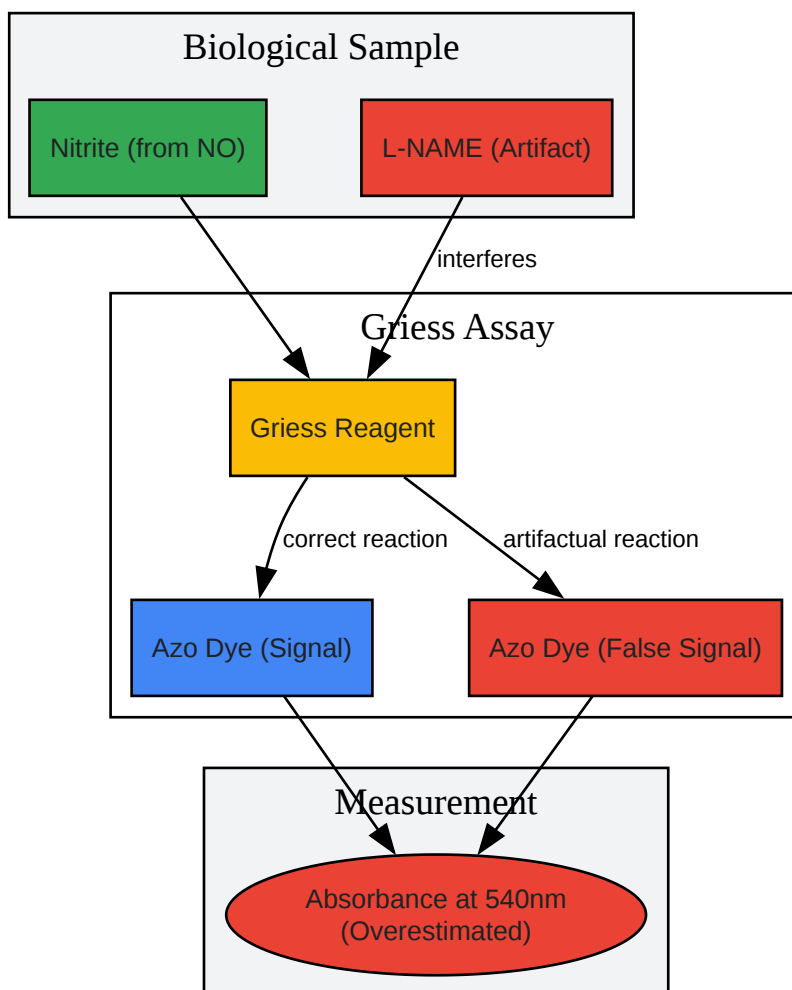 Biological Sample
Nitrite (from NO)
L-NAME (Artifact)
interferes
Griess Assay
Griess Reagent
correct reaction
artifactual reaction
Azo Dye (Signal)
Azo Dye (False Signal)
Measurement
Absorbance at 540nm
(Overestimated)